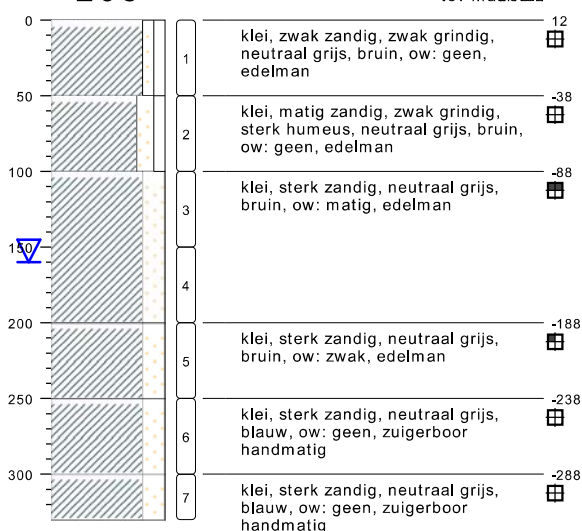 0
12
1
klei, zwak zandig, zwak grindig,
neutraal grijs, bruin, ow: geen,
edelman
50
-38
2
klei, matig zandig, zwak grindig,
sterk humeus, neutraal grijs, bruin,
ow: geen, edelman
100
-88
3
klei, sterk zandig, neutraal grijs,
bruin, ow: matig, edelman
150
4
200
-188
5
klei, sterk zandig, neutraal grijs,
bruin, ow: zwak, edelman
250
-238
6
klei, sterk zandig, neutraal grijs,
blauw, ow: geen, zuigerboor
handmatig
300
-288
7
klei, sterk zandig, neutraal grijs,
blauw, ow: geen, zuigerboor
handmatig